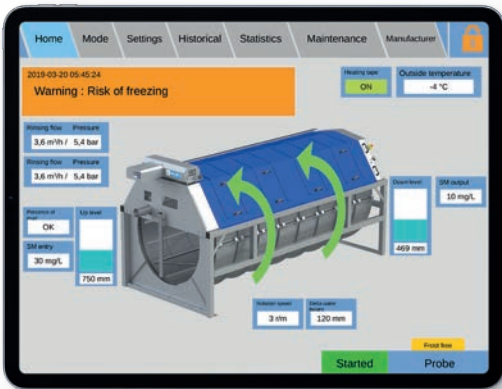 Home Mode Settings Historical Statistics Maintenance Manufacturer
2019-03-20 05:45:24
Warning : Risk of freezing
Heating tape
ON
Outside temperature
-4 °C
Rinsing flow Pressure
3,6 m³/h / 5,4 bar
Rinsing flow Pressure
3,6 m³/h / 5,4 bar
Presence of
OK
Up level
750 mm
SM entry
30 mg/L
Down level
469 mm
SM output
10 mg/L
Rotation speed
3 r/m
Delta water
120 mm
Frost free
Started
Probe